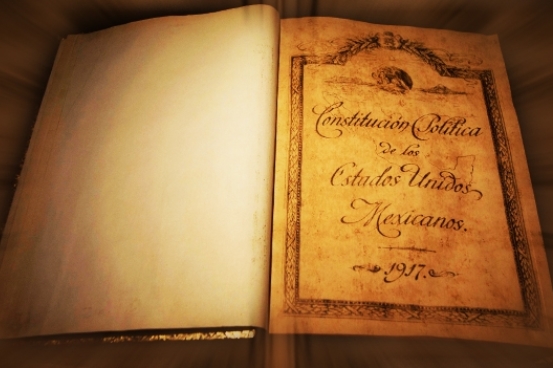 Constitución Política
de los
Estados Unidos
Mexicanos.
1917.